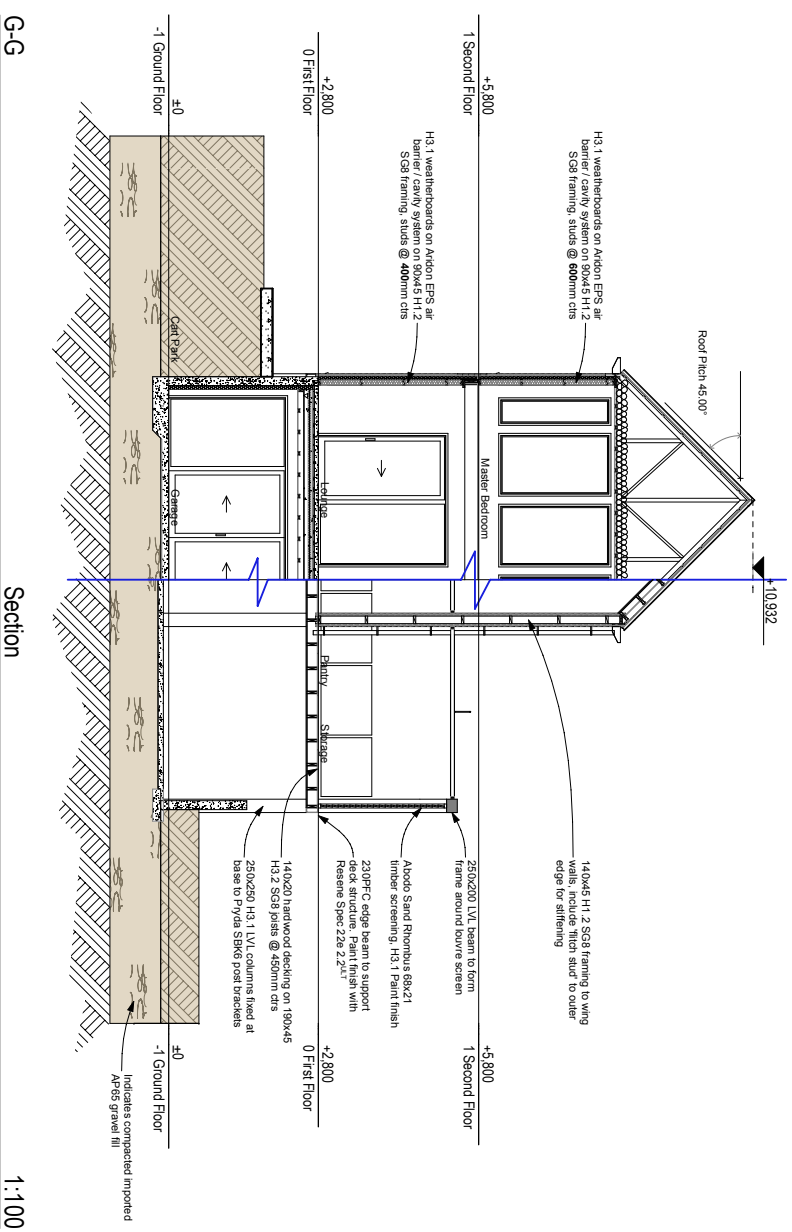 +10,932
Roof Pitch 45.00°
H3.1 weatherboards on Aridon EPS air
barrier / cavity system on 90x45 H1.2
SG8 framing, studs @ 600mm ctrs
H3.1 weatherboards on Aridon EPS air
barrier / cavity system on 90x45 H1.2
SG8 framing, studs @ 400mm ctrs
+5,800
1 Second Floor
+2,800
0 First Floor
±0
-1 Ground Floor
Master Bedroom
Lounge
Pantry
Storage
Cart Park
Garage
140x45 H1.2 SG8 framing to wing
walls, include 'flitch stud' to outer
edge for stiffening
250x200 LVL beam to form
frame around louvre screen
Abodo Sand Rhombus 68x21
timber screening, H3.1 Paint finish
230PFC edge beam to support
deck structure. Paint finish with
Resene Spec 22e 2.2ᵁᴸᵀ
140x20 hardwood decking on 190x45
H3.2 SG8 joists @ 450mm ctrs
250x250 H3.1 LVL columns fixed at
base to Pryda SBK6 post brackets
+5,800
1 Second Floor
+2,800
0 First Floor
±0
-1 Ground Floor
Indicates compacted imported
AP65 gravel fill
G-G
Section
1:100